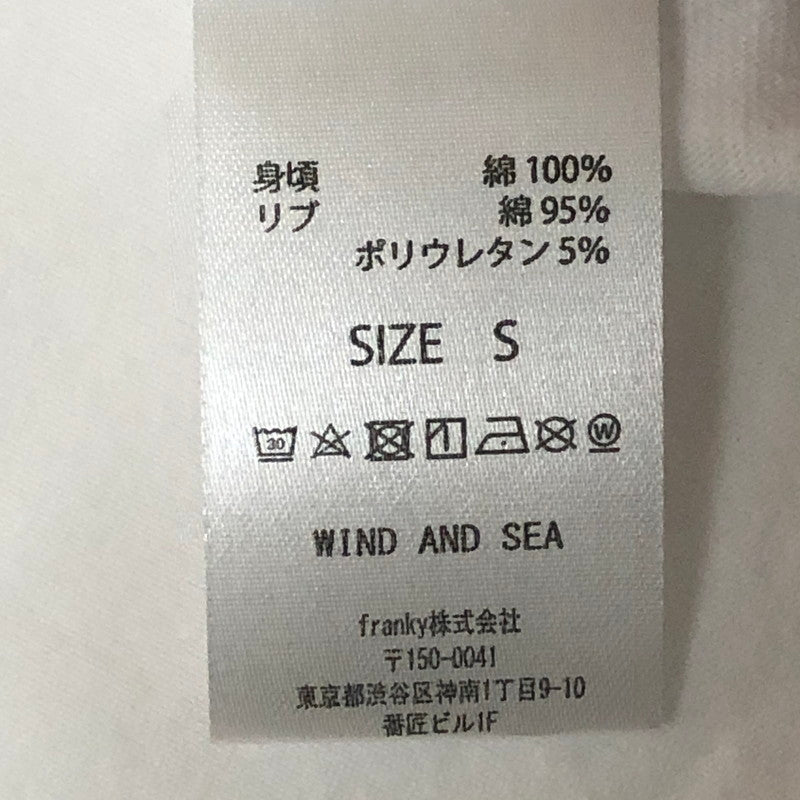 身頃 綿 100%
リブ 綿 95%
ポリウレタン 5%
SIZE S
30 W
WIND AND SEA
franky株式会社
〒150-0041
東京都渋谷区神南1丁目9-10
番匠ビル1F